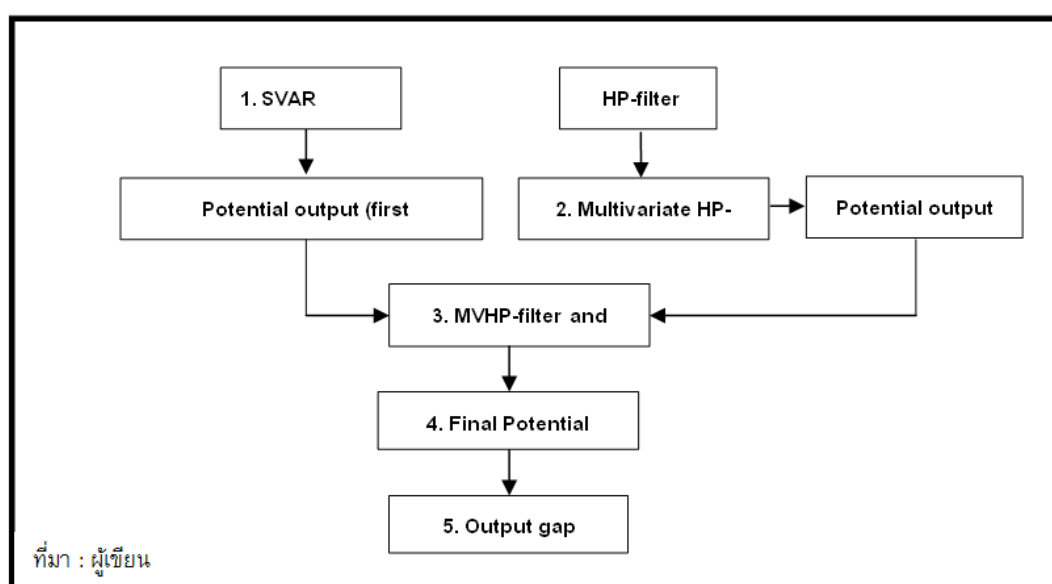 1. SVAR
HP-filter
Potential output (first
2. Multivariate HP-
Potential output
3. MVHP-filter and
4. Final Potential
5. Output gap
ที่มา : ผู้เขียน